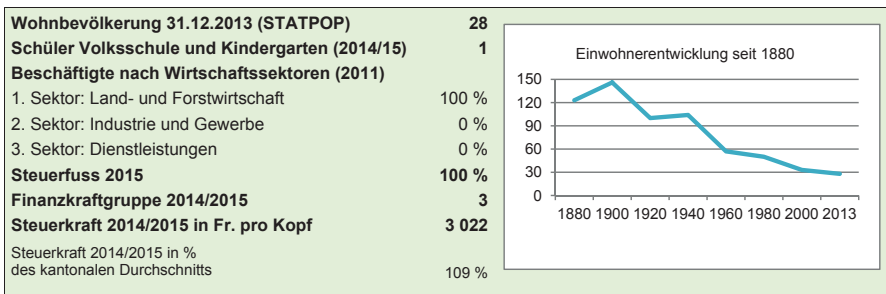 Wohnbevölkerung 31.12.2013 (STATPOP) 28
Schüler Volksschule und Kindergarten (2014/15) 1
Beschäftigte nach Wirtschaftssektoren (2011)
1. Sektor: Land- und Forstwirtschaft 100 %
2. Sektor: Industrie und Gewerbe 0 %
3. Sektor: Dienstleistungen 0 %
Steuerfuss 2015 100 %
Finanzkraftgruppe 2014/2015 3
Steuerkraft 2014/2015 in Fr. pro Kopf 3 022
Steuerkraft 2014/2015 in %
des kantonalen Durchschnitts 109 %
Einwohnerentwicklung seit 1880
150
120
90
60
30
0
1880 1900 1920 1940 1960 1980 2000 2013